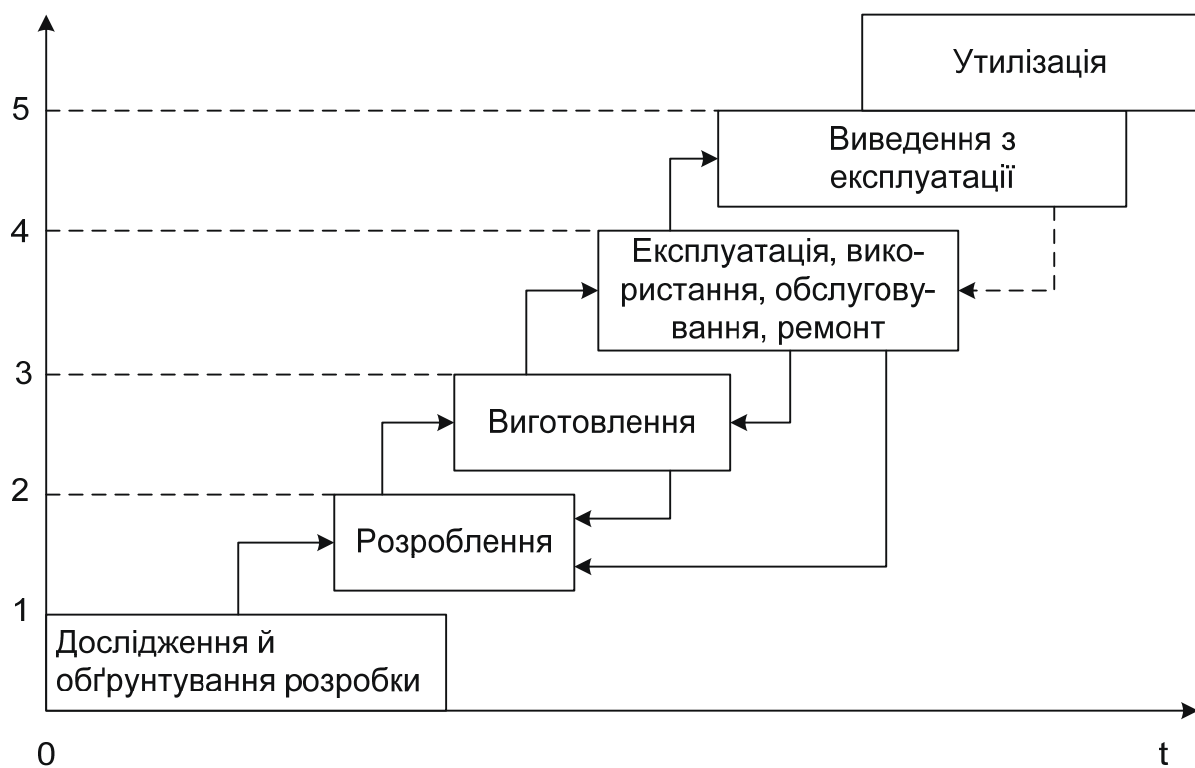 Утилізація
5
Виведення з
експлуатації
4
Експлуатація, вико-
ристання, обслугову-
вування, ремонт
3
Виготовлення
2
Розроблення
1
Дослідження й
обґрунтування розробки
0
t